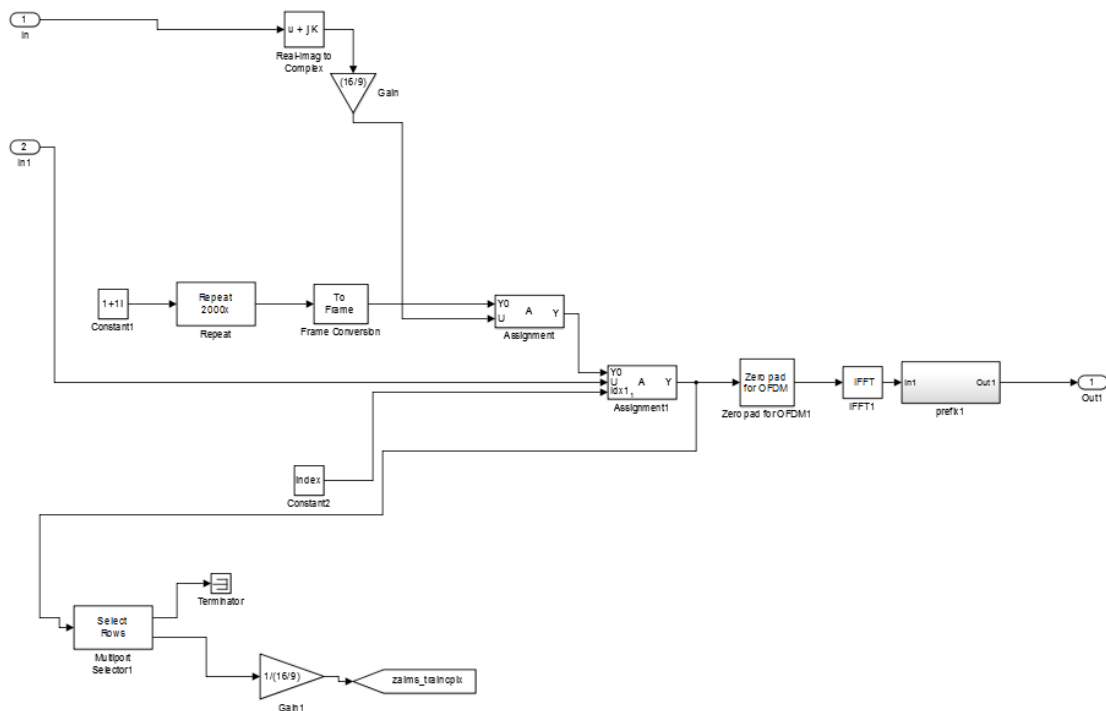 1
In
u + jK
Real-Imag to
Complex
(16/9)
Gain
2
In1
1+1i
Constant1
Repeat
2000x
Repeat
To
Frame
Frame Conversion
Y0
U
A
Y
Assignment
Y0
U
Idx1
1
A
Y
Assignment1
Zero pad
for OFDM
Zero pad for OFDM1
IFFT
IFFT1
In1
Out1
prefix1
1
Out1
Index
Constant2
Terminator
Select
Rows
Multiport
Selector1
1/(16/9)
Gain1
zalms_traincplx